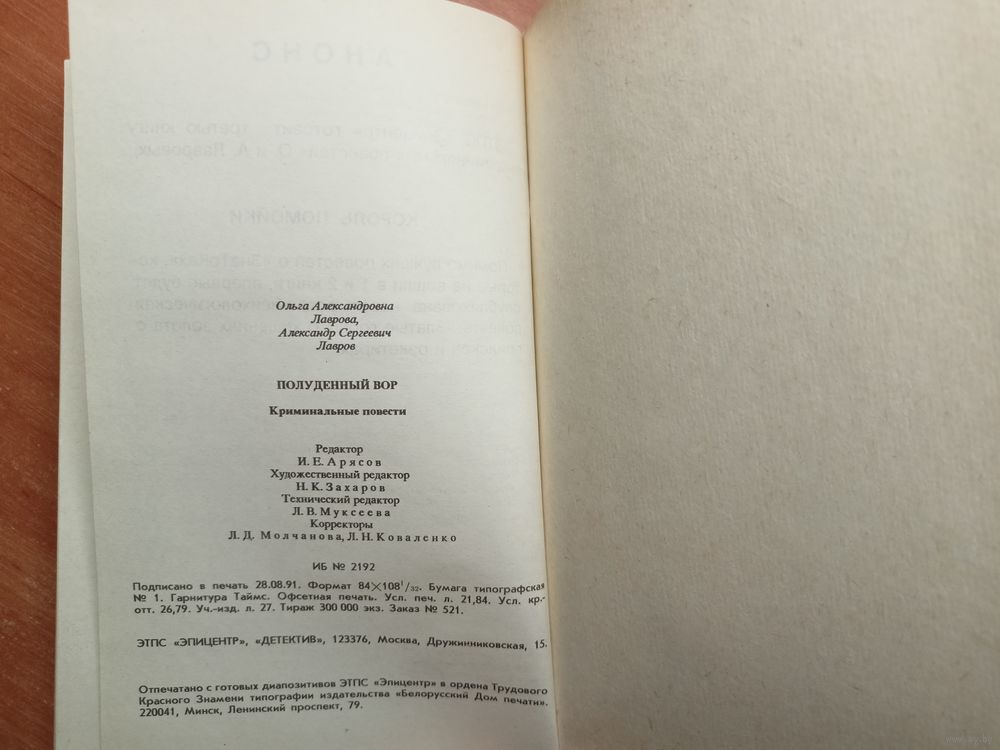 Ольга Александровна
Лаврова,
Александр Сергеевич
Лавров
ПОЛУДЕННЫЙ ВОР
Криминальные повести
Редактор
И. Е. Арясов
Художественный редактор
Н. К. Захаров
Технический редактор
Л. В. Муксеева
Корректоры
Л. Д. Молчанова, Л. Н. Коваленко
ИБ № 2192
Подписано в печать 28.08.91. Формат 84×108¹/₃₂. Бумага типографская
№ 1. Гарнитура Таймс. Офсетная печать. Усл. печ. л. 21,84. Усл. кр.-
отт. 26,79. Уч.-изд. л. 27. Тираж 300 000 экз. Заказ № 521.
ЭТПС «ЭПИЦЕНТР», «ДЕТЕКТИВ», 123376, Москва, Дружинниковская, 15.
Отпечатано с готовых диапозитивов ЭТПС «Эпицентр» в ордена Трудового
Красного Знамени типографии издательства «Белорусский Дом печати».
220041, Минск, Ленинский проспект, 79.